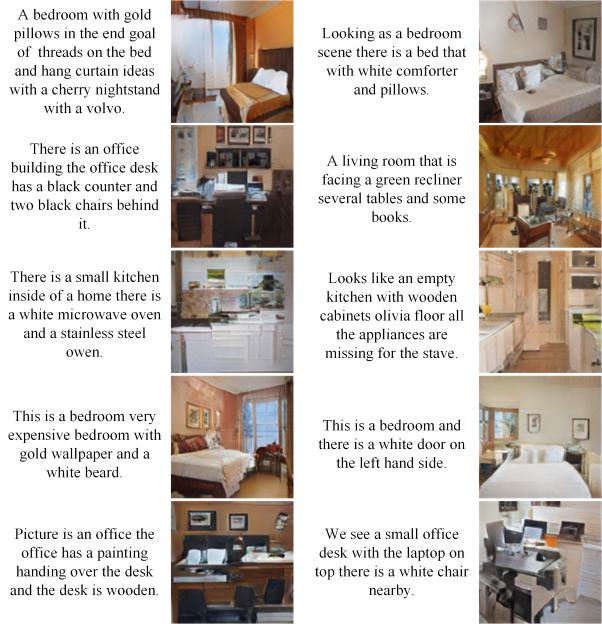 A bedroom with gold
pillows in the end goal
of threads on the bed
and hang curtain ideas
with a cherry nightstand
with a volvo.
Looking as a bedroom
scene there is a bed that
with white comforter
and pillows.
There is an office
building the office desk
has a black counter and
two black chairs behind
it.
A living room that is
facing a green recliner
several tables and some
books.
There is a small kitchen
inside of a home there is
a white microwave oven
and a stainless steel
owen.
Looks like an empty
kitchen with wooden
cabinets olivia floor all
the appliances are
missing for the stave.
This is a bedroom very
expensive bedroom with
gold wallpaper and a
white beard.
This is a bedroom and
there is a white door on
the left hand side.
Picture is an office the
office has a painting
handing over the desk
and the desk is wooden.
We see a small office
desk with the laptop on
top there is a white chair
nearby.